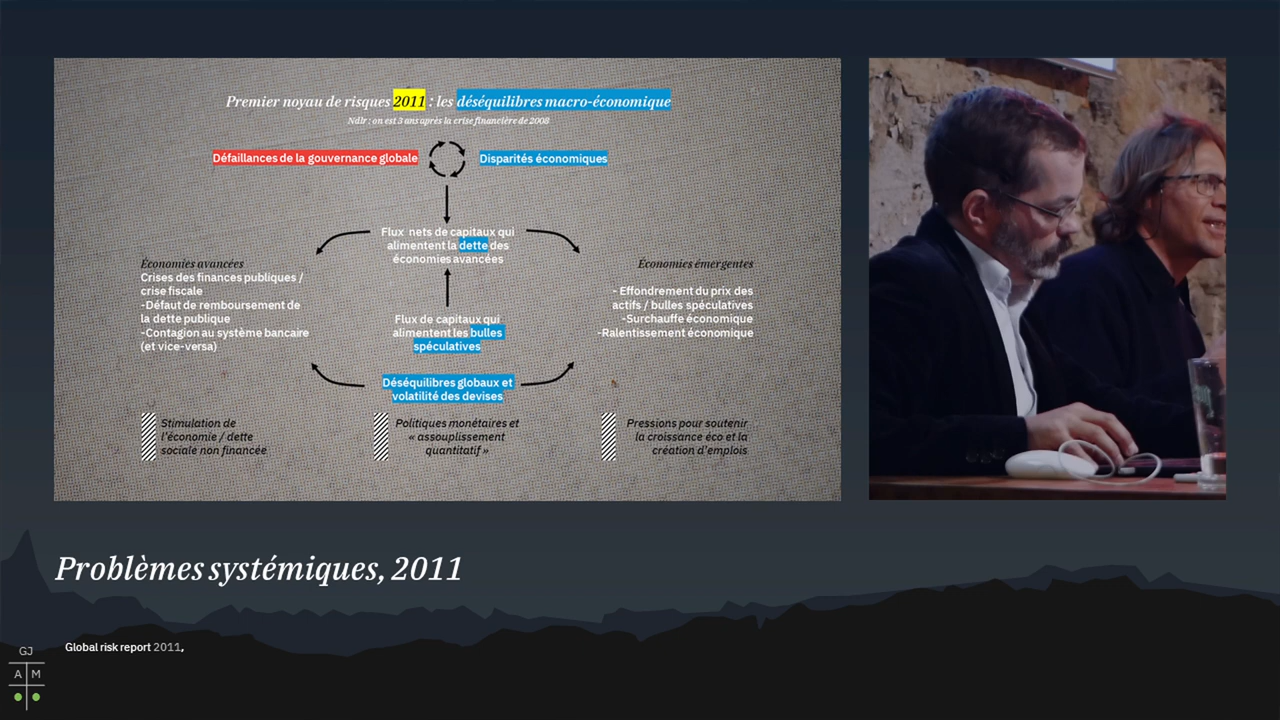 Premier noyau de risques 2011 : les déséquilibres macro-économique
Ndlr : on est 3 ans après la crise financière de 2008
Défaillances de la gouvernance globale
Disparités économiques
Flux nets de capitaux qui
alimentent la dette des
économies avancées
Économies avancées
Crises des finances publiques /
crise fiscale
-Défaut de remboursement de
la dette publique
-Contagion au système bancaire
(et vice-versa)
Économies émergentes
- Effondrement du prix des
actifs / bulles spéculatives
-Surchauffe économique
-Ralentissement économique
Flux de capitaux qui
alimentent les bulles
spéculatives
Déséquilibres globaux et
volatilité des devises
Stimulation de
l'économie / dette
sociale non financée
Politiques monétaires et
« assouplissement
quantitatif »
Pressions pour soutenir
la croissance éco et la
création d'emplois
Problèmes systémiques, 2011
Global risk report 2011,
GJ
A M